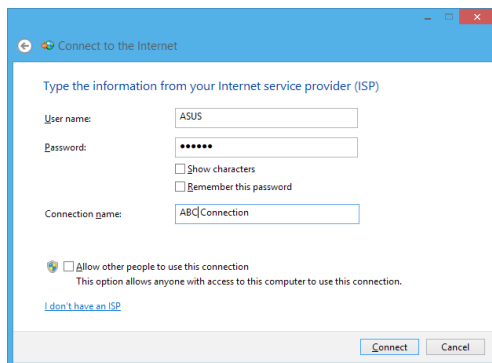 Connect to the Internet
Type the information from your Internet service provider (ISP)
User name:
ASUS
Password:
••••••
Show characters
Remember this password
Connection name:
ABC Connection
Allow other people to use this connection
This option allows anyone with access to this computer to use this connection.
I don't have an ISP
Connect
Cancel